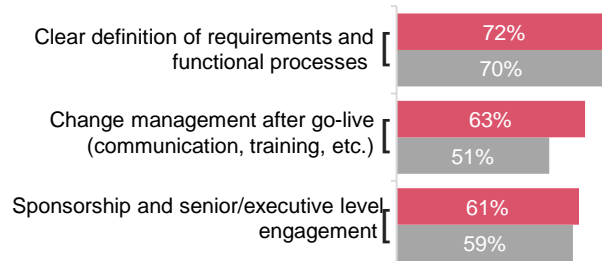 Clear definition of requirements and
functional processes
72%
70%
Change management after go-live
(communication, training, etc.)
63%
51%
Sponsorship and senior/executive level
engagement
61%
59%